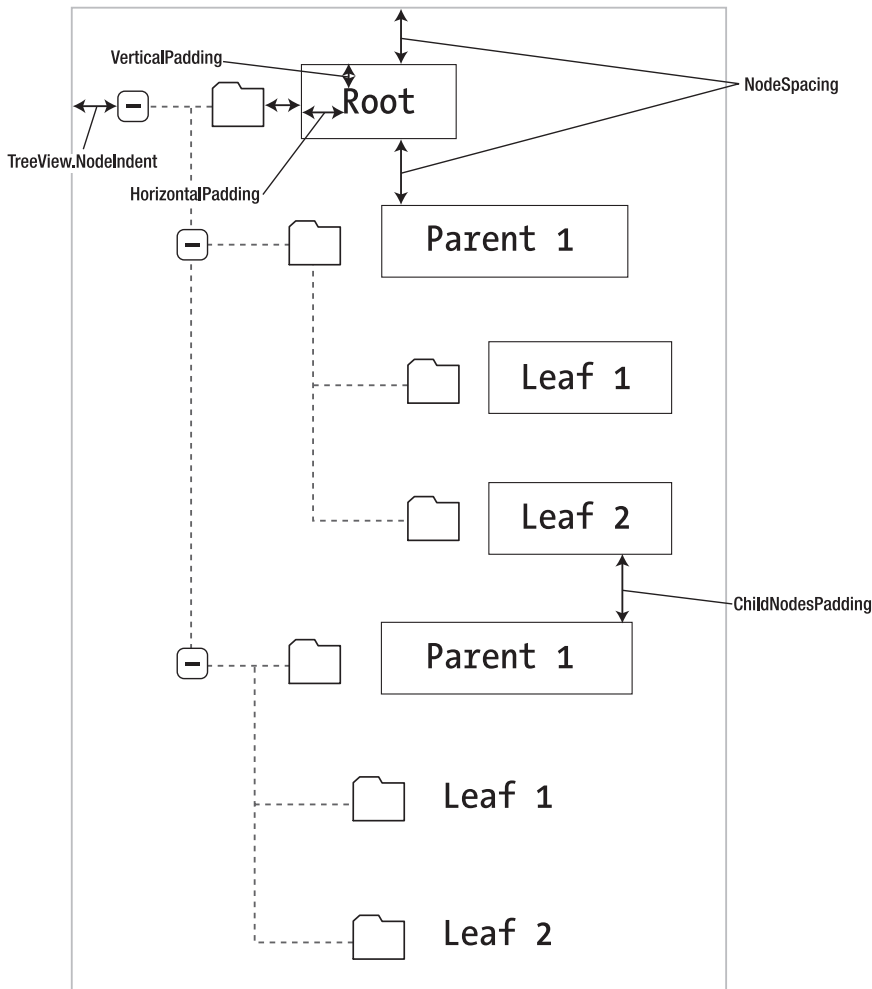 VerticalPadding
NodeSpacing
Root
TreeView.NodeIndent
HorizontalPadding
Parent 1
Leaf 1
Leaf 2
ChildNodesPadding
Parent 1
Leaf 1
Leaf 2